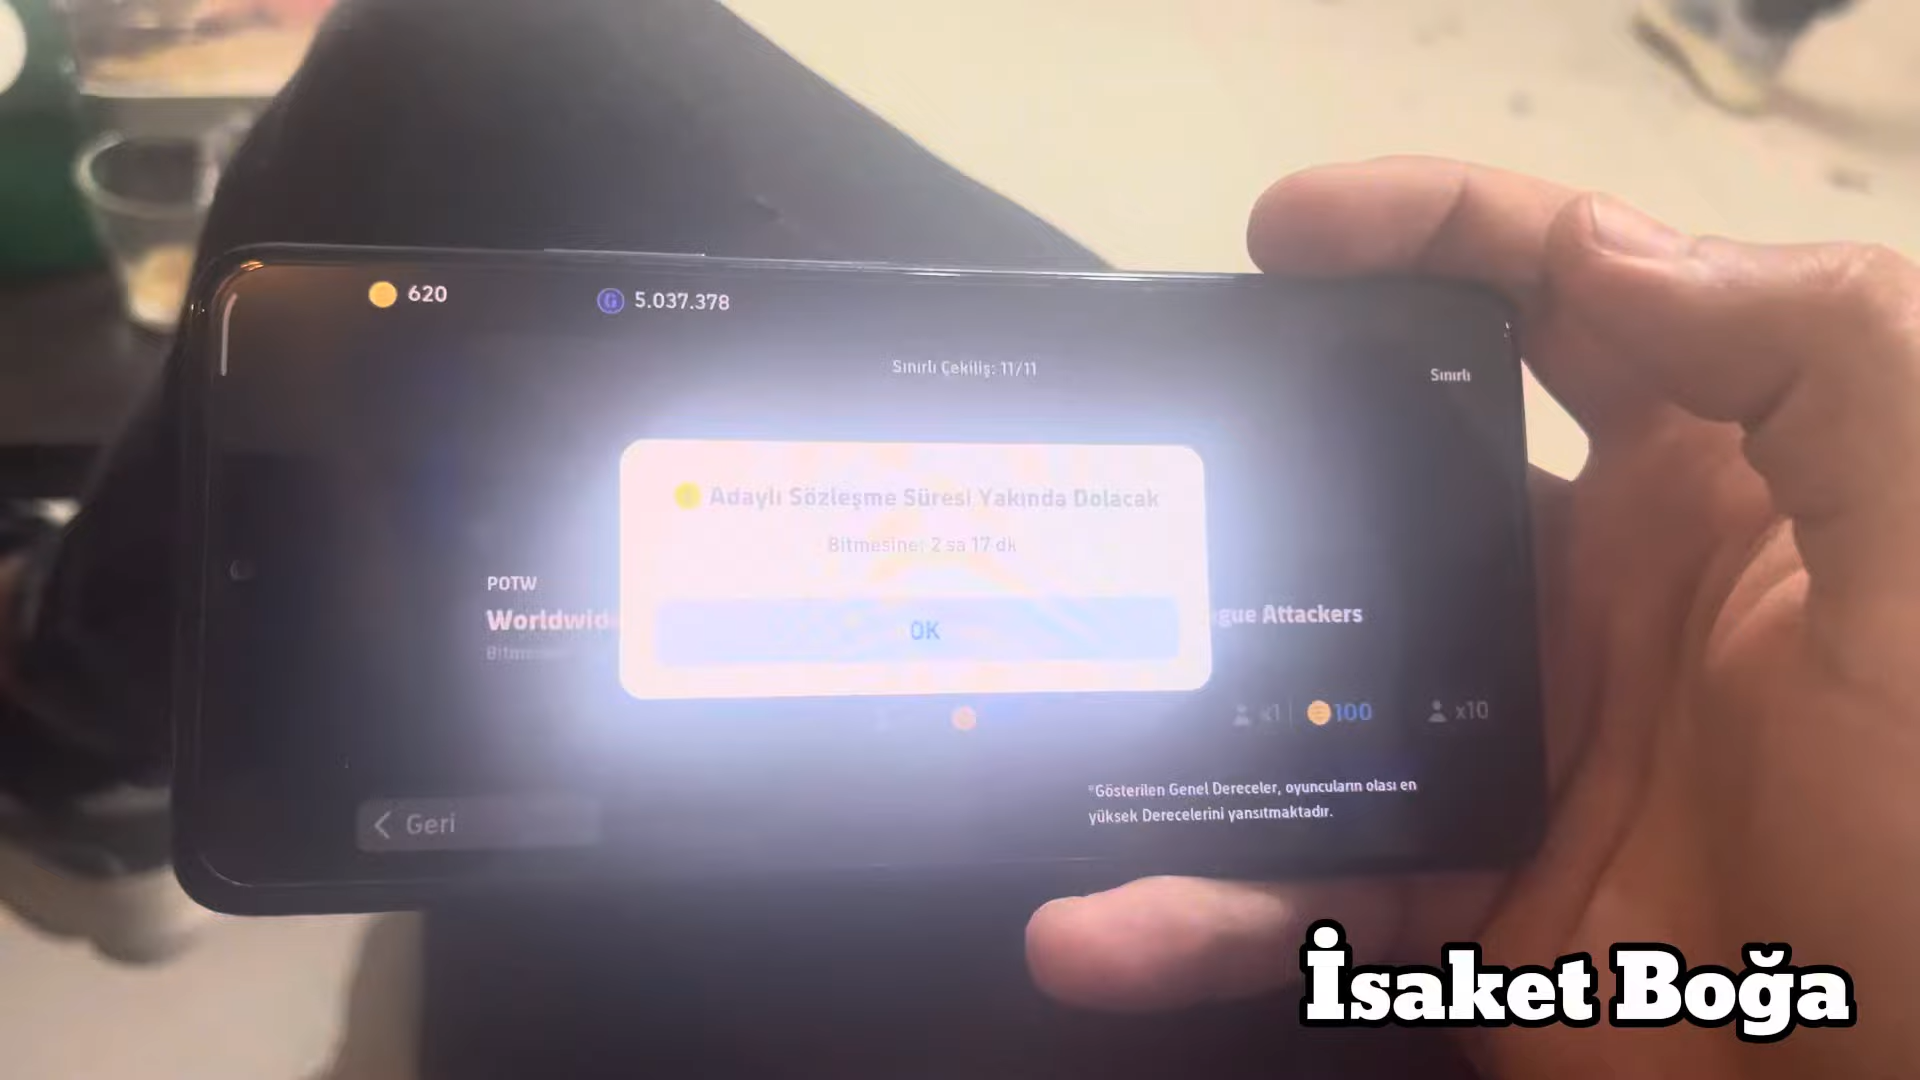 620
5.037.378
Sınırlı Çekiliş: 11/11
Sınırlı
Adaylı Sözleşme Süresi Yakında Dolacak
Bitmesine: 2 sa 17 dk
OK
POTW
Worldwid
gue Attackers
x1
100
x10
*Gösterilen Genel Dereceler, oyuncuların olası en
yüksek Derecelerini yansıtmaktadır.
Geri
İsaket Boğa